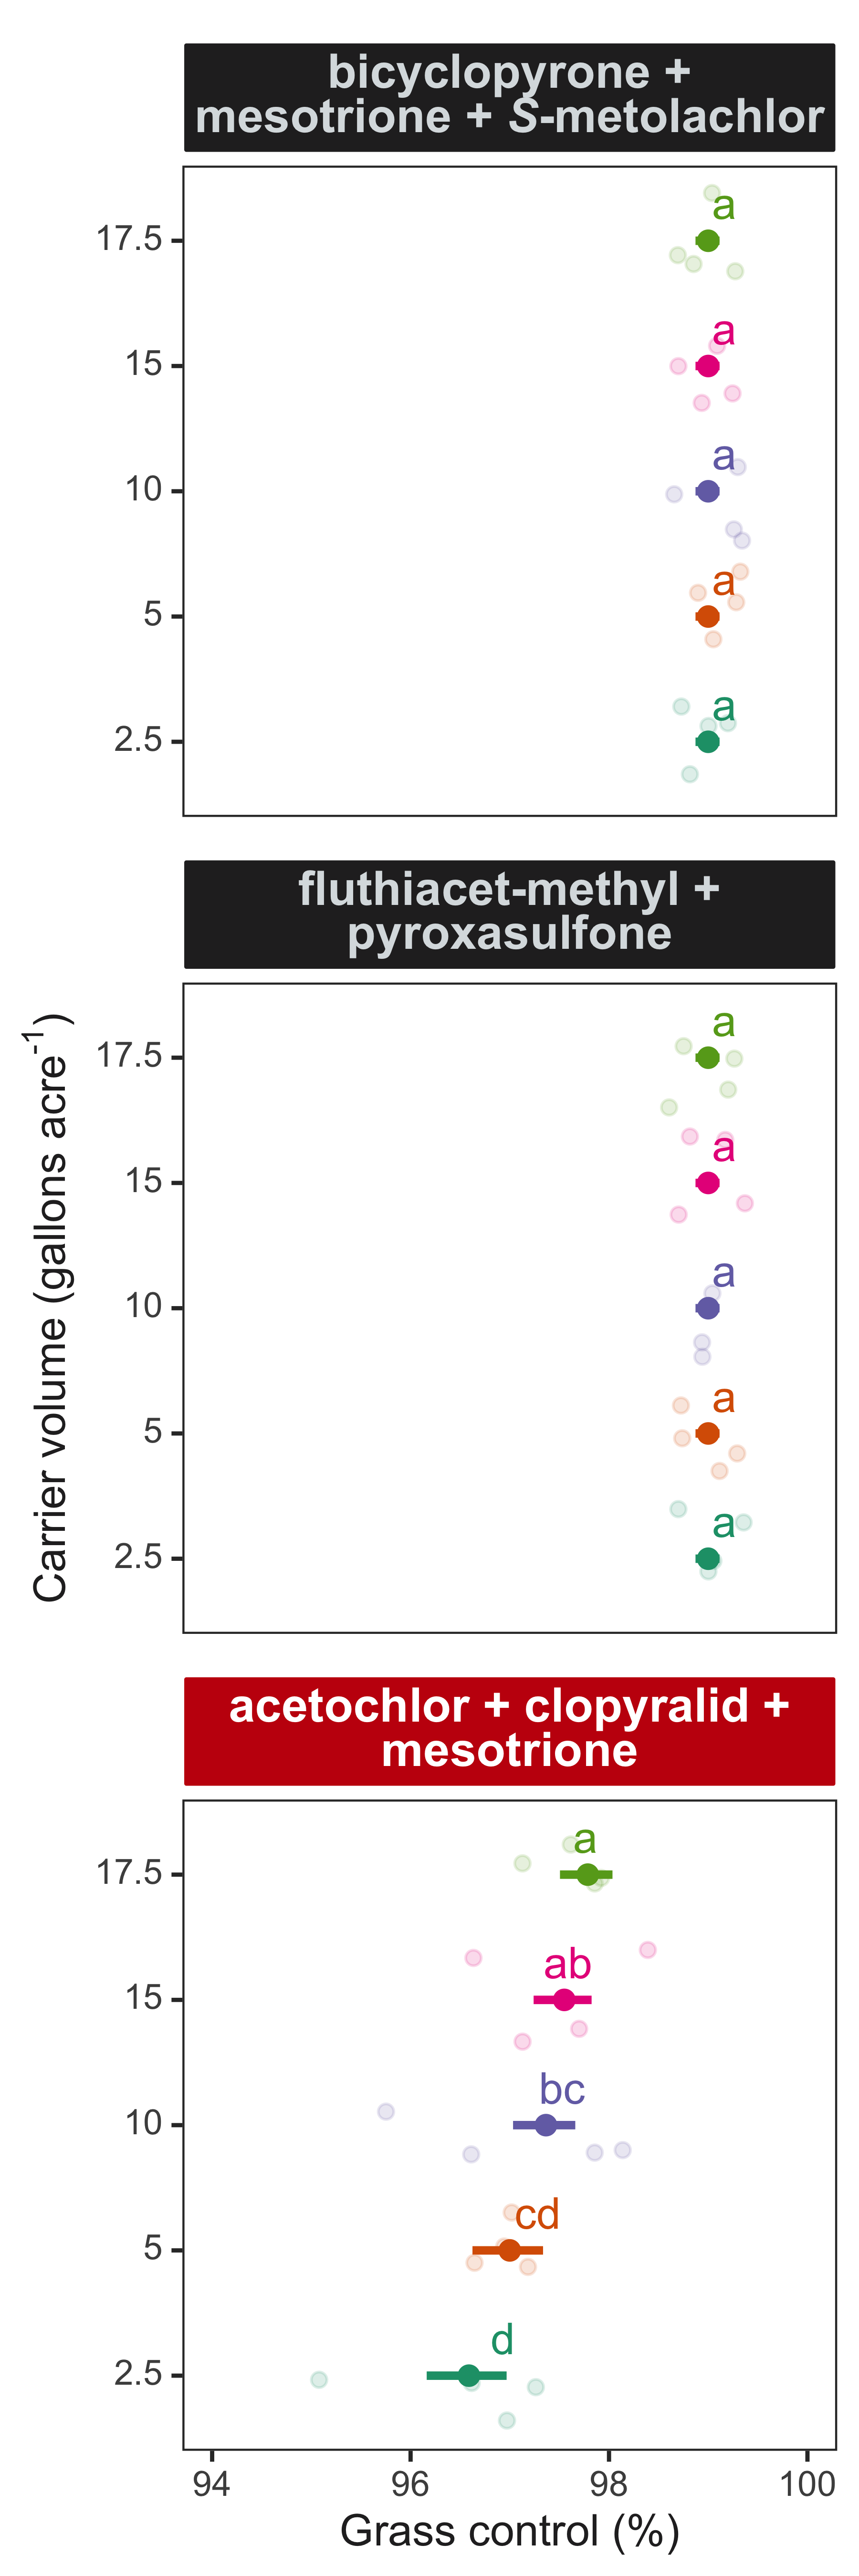 bicyclopyrone +
mesotrione + S-metolachlor
17.5
a
15
a
10
a
5
a
2.5
a
fluthiacet-methyl +
pyroxasulfone
17.5
a
15
a
10
a
5
a
2.5
a
Carrier volume (gallons acre⁻¹)
acetochlor + clopyralid +
mesotrione
17.5
a
15
ab
10
bc
5
cd
2.5
d
94 96 98 100
Grass control (%)